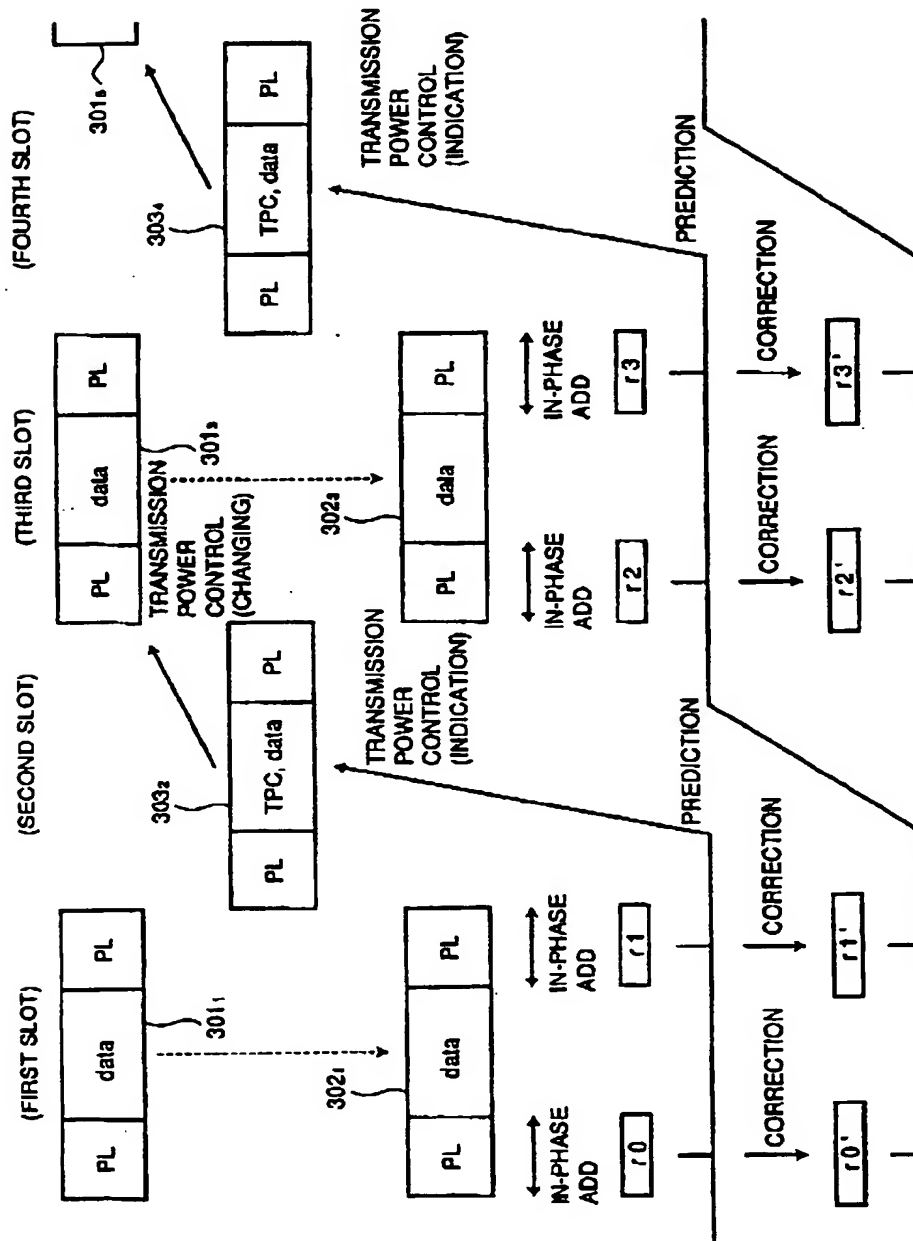 (FIRST SLOT)
(SECOND SLOT)
(THIRD SLOT)
(FOURTH SLOT)
PL data PL
301₁
PL data PL
301₃
301₅
TRANSMISSION
POWER
CONTROL
(CHANGING)
303₂
PL TPC, data PL
303₄
PL TPC, data PL
302₁
PL data PL
302₃
PL data PL
TRANSMISSION
POWER
CONTROL
(INDICATION)
TRANSMISSION
POWER
CONTROL
(INDICATION)
IN-PHASE
ADD
IN-PHASE
ADD
IN-PHASE
ADD
IN-PHASE
ADD
r0
r1
r2
r3
PREDICTION
PREDICTION
CORRECTION
CORRECTION
CORRECTION
CORRECTION
r0'
r1'
r2'
r3'